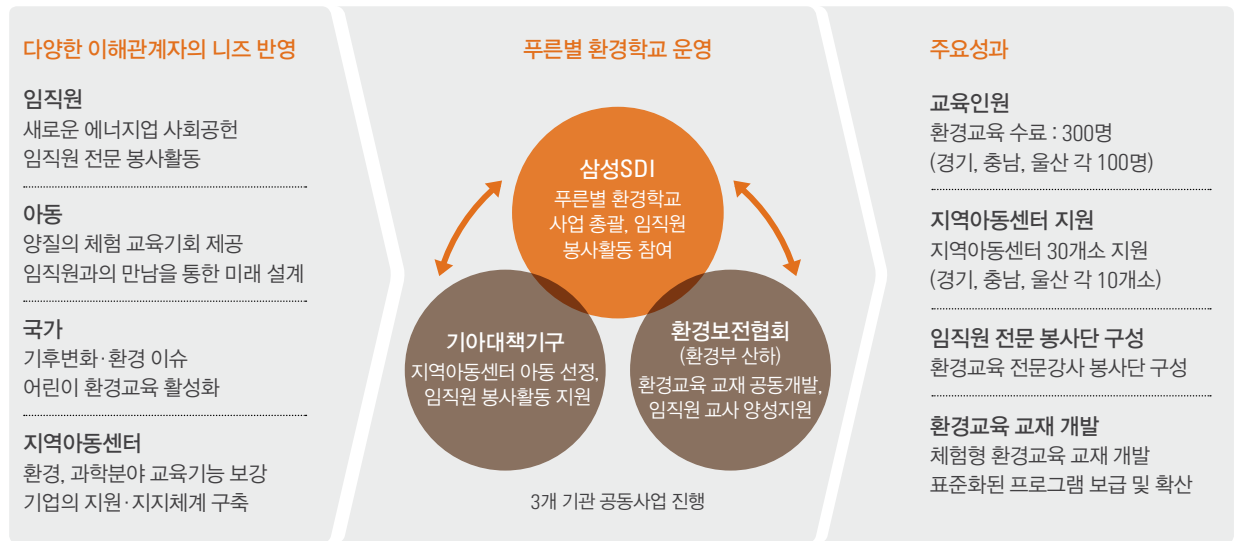 다양한 이해관계자의 니즈 반영
임직원
새로운 에너지업 사회공헌
임직원 전문 봉사활동
아동
양질의 체험 교육기회 제공
임직원과의 만남을 통한 미래 설계
국가
기후변화·환경 이슈
어린이 환경교육 활성화
지역아동센터
환경, 과학분야 교육기능 보강
기업의 지원·지지체계 구축
푸른별 환경학교 운영
삼성SDI
푸른별 환경학교
사업 총괄, 임직원
봉사활동 참여
기아대책기구
지역아동센터 아동 선정,
임직원 봉사활동 지원
환경보전협회
(환경부 산하)
환경교육 교재 공동개발,
임직원 교사 양성지원
3개 기관 공동사업 진행
주요성과
교육인원
환경교육 수료 : 300명
(경기, 충남, 울산 각 100명)
지역아동센터 지원
지역아동센터 30개소 지원
(경기, 충남, 울산 각 10개소)
임직원 전문 봉사단 구성
환경교육 전문강사 봉사단 구성
환경교육 교재 개발
체험형 환경교육 교재 개발
표준화된 프로그램 보급 및 확산